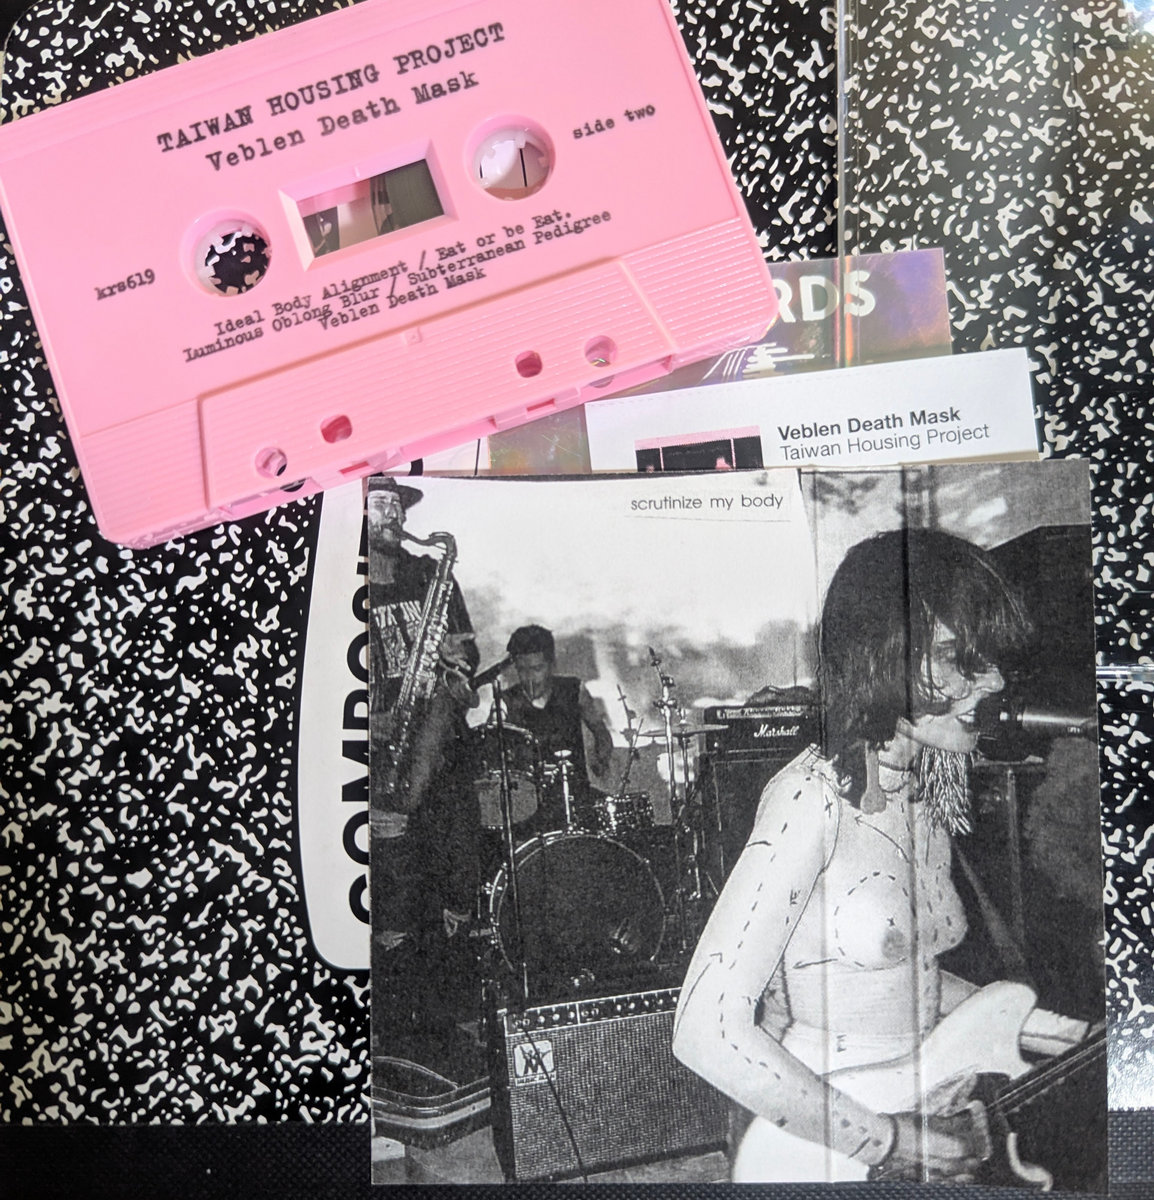 TAIWAN HOUSING PROJECT
Veblen Death Mask
side two
krs619
Ideal Body Alignment / Eat or be Eat.
Luminous Oblong Blur / Subterranean Pedigree
Veblen Death Mask
RDS
Veblen Death Mask
Taiwan Housing Project
scrutinize my body
Marshall